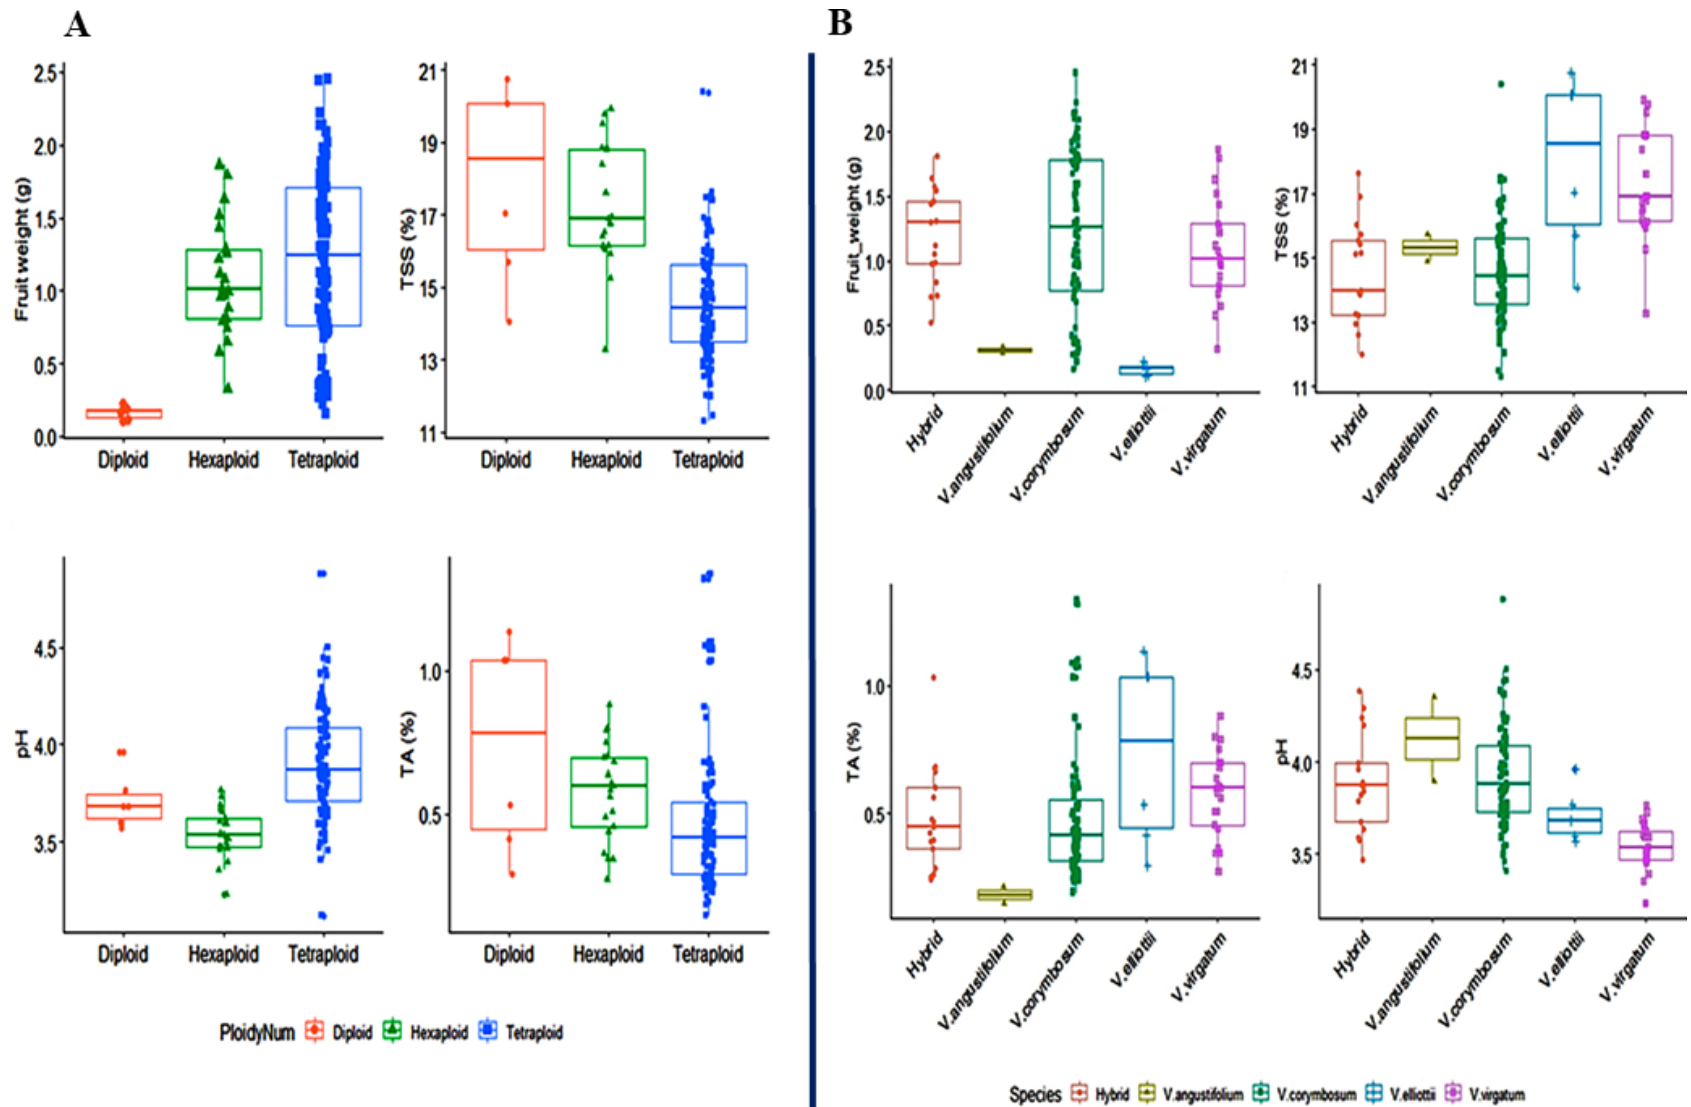 A
B
2.5
2.0
1.5
1.0
0.5
0.0
Fruit weight (g)
Diploid
Hexaploid
Tetraploid
21
19
17
15
13
11
TSS (%)
Diploid
Hexaploid
Tetraploid
2.5
2.0
1.5
1.0
0.5
0.0
Fruit_weight (g)
Hybrid
V.angustifolium
V.corymbosum
V.elliottii
V.virgatum
21
19
17
15
13
11
TSS (%)
Hybrid
V.angustifolium
V.corymbosum
V.elliottii
V.virgatum
4.5
4.0
3.5
pH
Diploid
Hexaploid
Tetraploid
1.0
0.5
TA (%)
Diploid
Hexaploid
Tetraploid
PloidyNum Diploid Hexaploid Tetraploid
1.0
0.5
TA (%)
Hybrid
V.angustifolium
V.corymbosum
V.elliottii
V.virgatum
4.5
4.0
3.5
pH
Hybrid
V.angustifolium
V.corymbosum
V.elliottii
V.virgatum
Species Hybrid V.angustifolium V.corymbosum V.elliottii V.virgatum